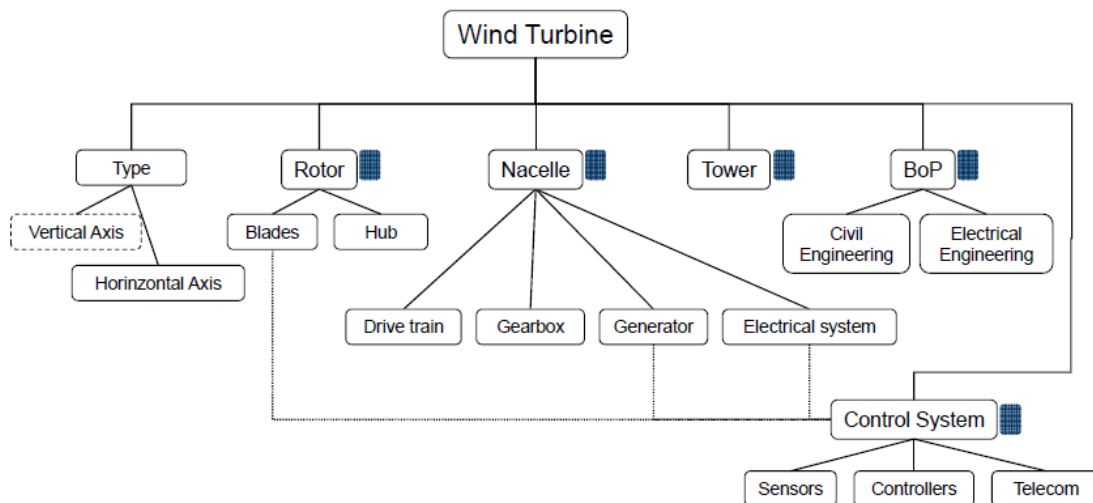 Wind Turbine
Type
Rotor
Nacelle
Tower
BoP
Vertical Axis
Blades
Hub
Civil
Engineering
Electrical
Engineering
Horinzontal Axis
Drive train
Gearbox
Generator
Electrical system
Control System
Sensors
Controllers
Telecom